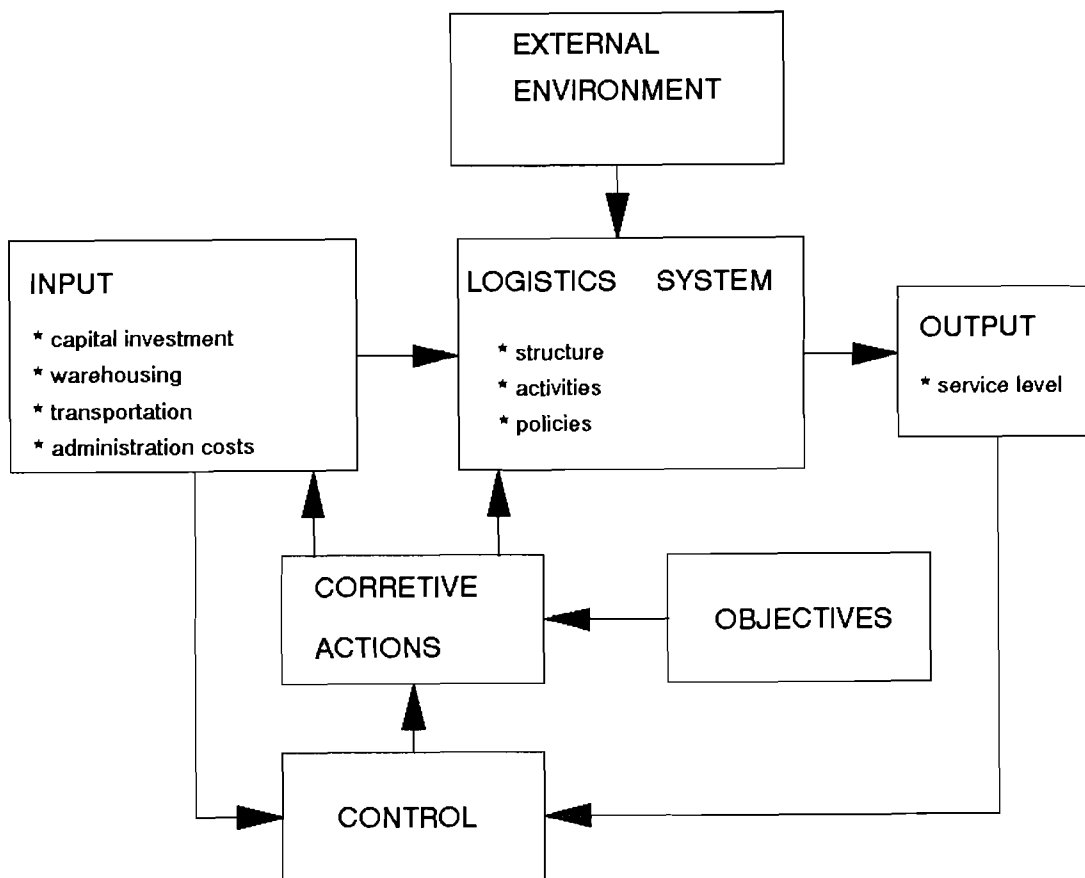 EXTERNAL
ENVIRONMENT
INPUT
* capital investment
* warehousing
* transportation
* administration costs
LOGISTICS SYSTEM
* structure
* activities
* policies
OUTPUT
* service level
CORRETIVE
ACTIONS
OBJECTIVES
CONTROL